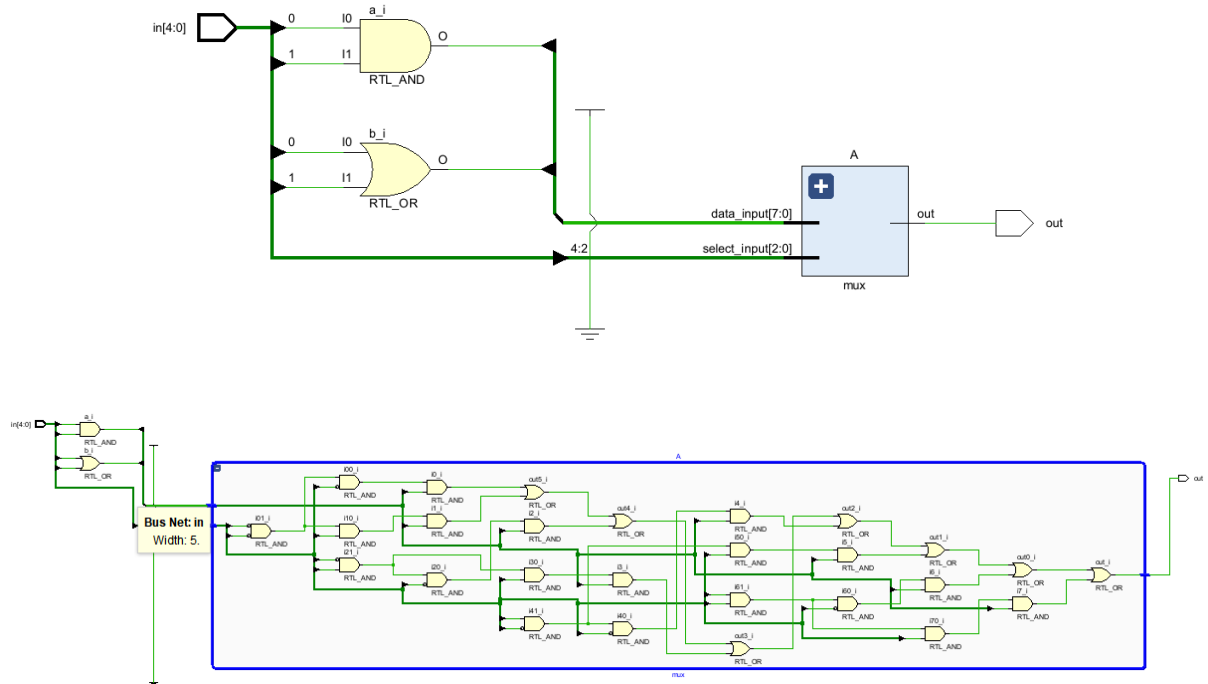 in[4:0]
0
1
I0
I1
a_i
O
RTL_AND
0
1
I0
I1
b_i
O
RTL_OR
4:2
data_input[7:0]
select_input[2:0]
A
out
mux
out
in[4:0]
a_i
RTL_AND
b_i
RTL_OR
Bus Net: in
Width: 5.
A
i01_i
RTL_AND
i00_i
RTL_AND
i10_i
RTL_AND
i21_i
RTL_AND
i0_i
RTL_AND
i1_i
RTL_AND
i20_i
RTL_AND
out5_i
RTL_OR
i2_i
RTL_AND
i30_i
RTL_AND
i41_i
RTL_AND
out4_i
RTL_OR
i3_i
RTL_AND
i40_i
RTL_AND
i4_i
RTL_AND
i50_i
RTL_AND
i61_i
RTL_AND
out3_i
RTL_OR
out2_i
RTL_OR
i5_i
RTL_AND
i60_i
RTL_AND
out1_i
RTL_OR
i6_i
RTL_AND
i70_i
RTL_AND
out0_i
RTL_OR
i7_i
RTL_AND
out_i
RTL_OR
out
mux